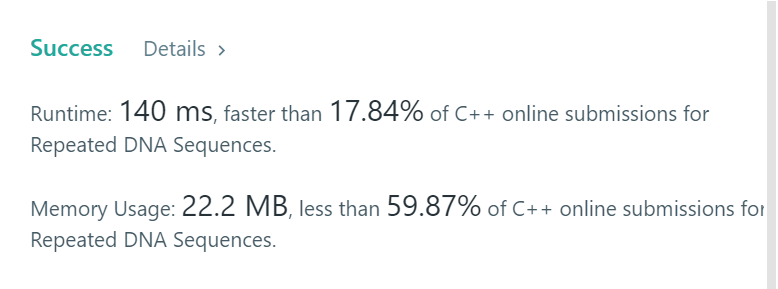 Success Details >
Runtime: 140 ms, faster than 17.84% of C++ online submissions for
Repeated DNA Sequences.
Memory Usage: 22.2 MB, less than 59.87% of C++ online submissions for
Repeated DNA Sequences.